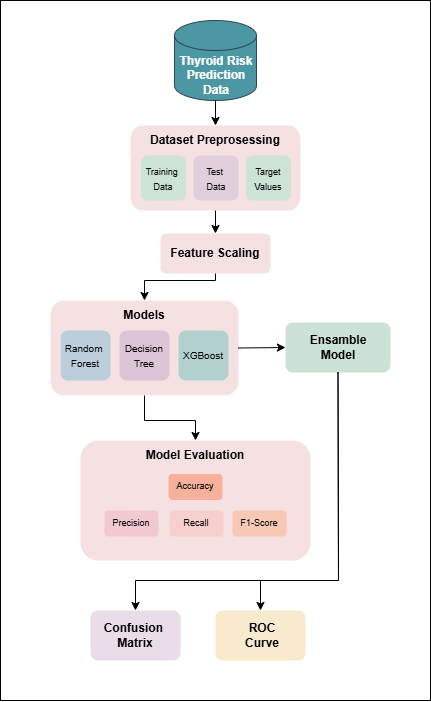 Thyroid Risk
Prediction
Data
Dataset Preprosessing
Training
Data
Test
Data
Target
Values
Feature Scaling
Models
Random
Forest
Decision
Tree
XGBoost
Ensamble
Model
Model Evaluation
Accuracy
Precision
Recall
F1-Score
Confusion
Matrix
ROC
Curve